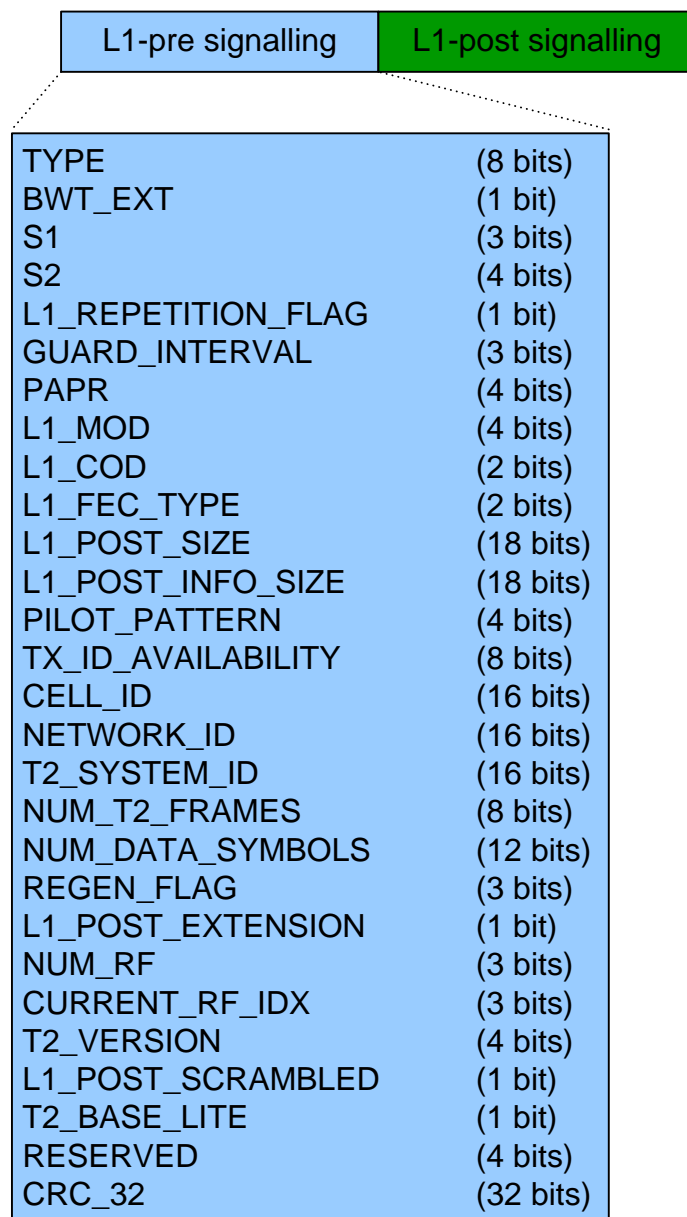 L1-pre signalling L1-post signalling
TYPE (8 bits)
BWT_EXT (1 bit)
S1 (3 bits)
S2 (4 bits)
L1_REPETITION_FLAG (1 bit)
GUARD_INTERVAL (3 bits)
PAPR (4 bits)
L1_MOD (4 bits)
L1_COD (2 bits)
L1_FEC_TYPE (2 bits)
L1_POST_SIZE (18 bits)
L1_POST_INFO_SIZE (18 bits)
PILOT_PATTERN (4 bits)
TX_ID_AVAILABILITY (8 bits)
CELL_ID (16 bits)
NETWORK_ID (16 bits)
T2_SYSTEM_ID (16 bits)
NUM_T2_FRAMES (8 bits)
NUM_DATA_SYMBOLS (12 bits)
REGEN_FLAG (3 bits)
L1_POST_EXTENSION (1 bit)
NUM_RF (3 bits)
CURRENT_RF_IDX (3 bits)
T2_VERSION (4 bits)
L1_POST_SCRAMBLED (1 bit)
T2_BASE_LITE (1 bit)
RESERVED (4 bits)
CRC_32 (32 bits)